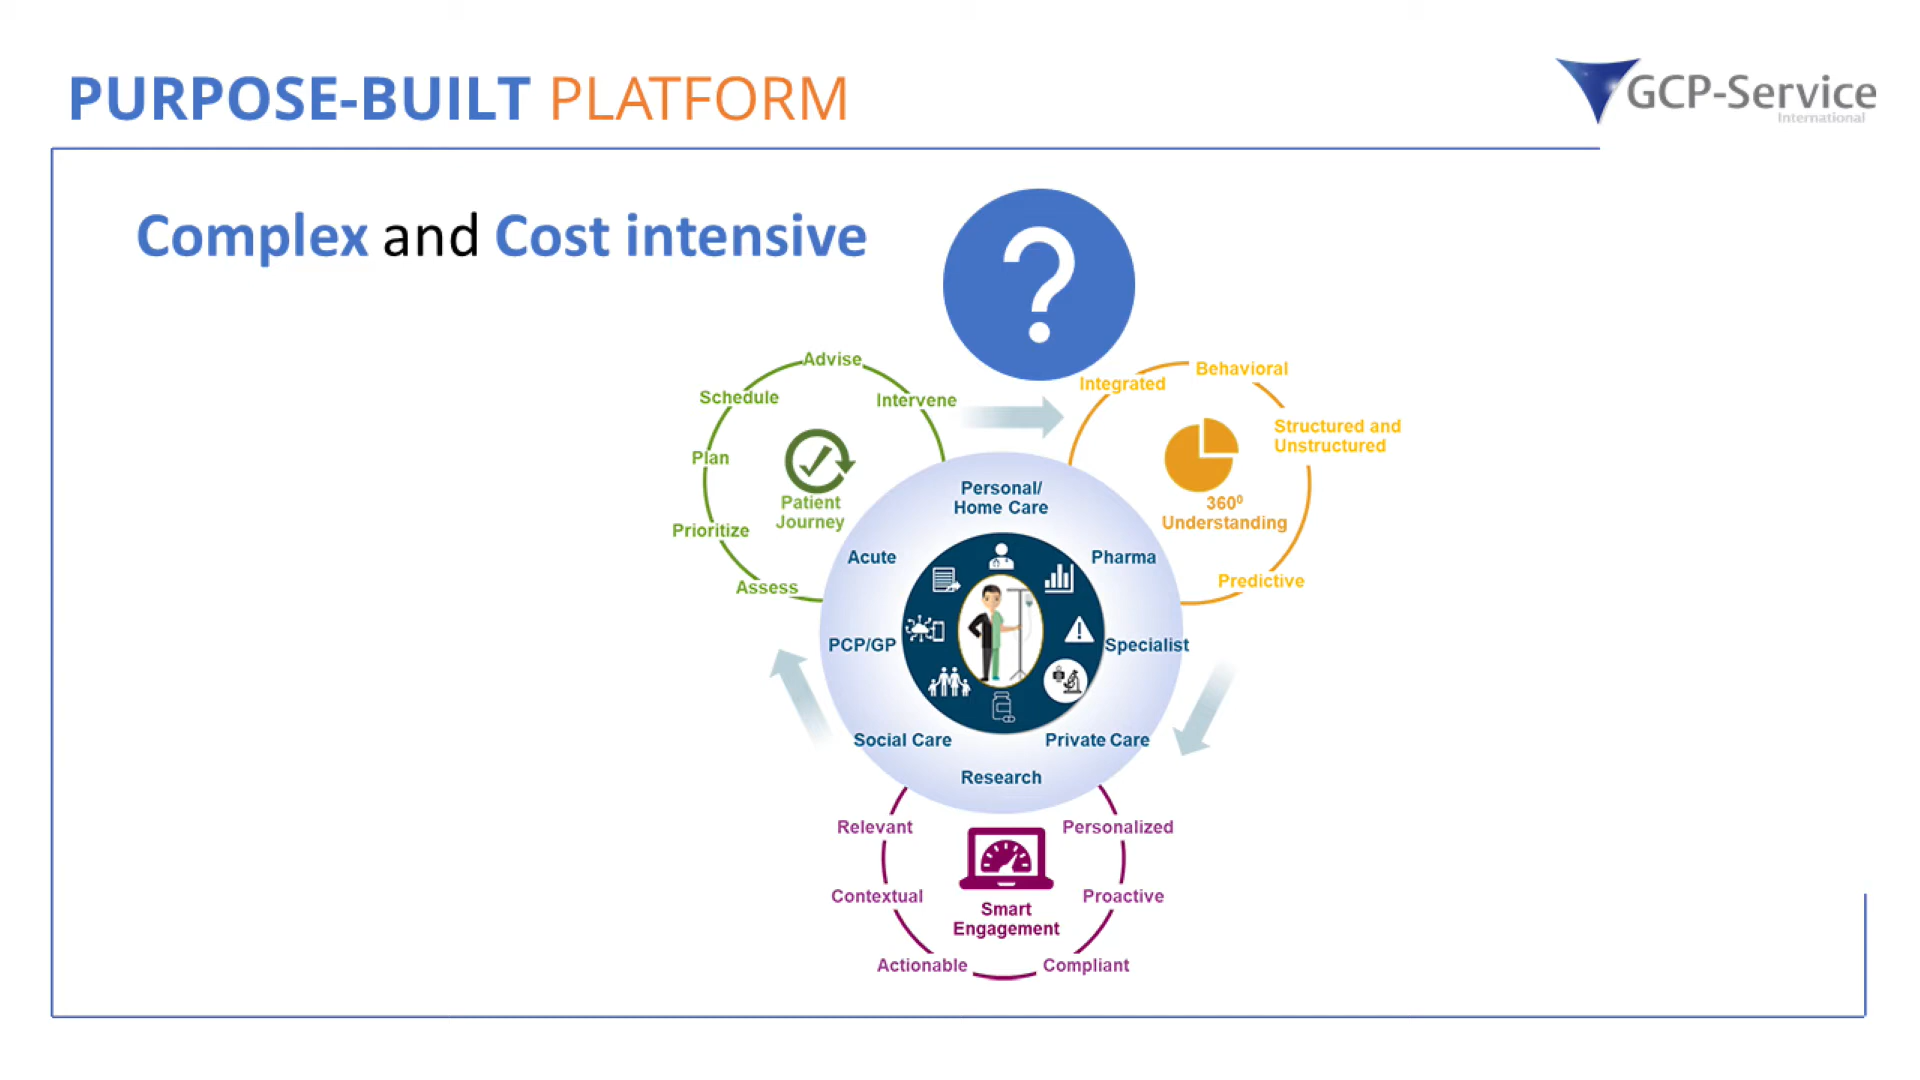 PURPOSE-BUILT PLATFORM
GCP-Service
International
Complex and Cost intensive
?
Advise
Schedule
Intervene
Plan
Patient
Journey
Prioritize
Assess
Integrated
Behavioral
Structured and
Unstructured
360⁰
Understanding
Predictive
Personal/
Home Care
Acute
Pharma
PCP/GP
Specialist
Social Care
Private Care
Research
Relevant
Personalized
Contextual
Proactive
Smart
Engagement
Actionable
Compliant